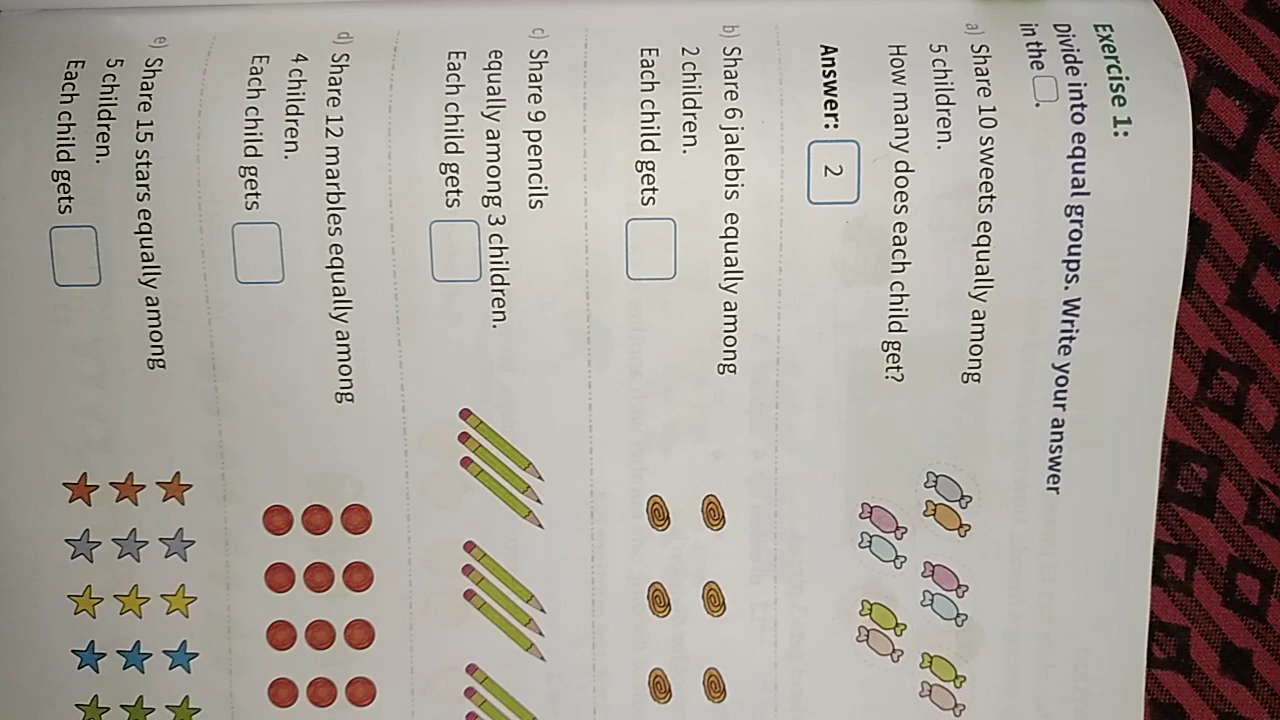 Exercise 1:
Divide into equal groups. Write your answer
in the .
a) Share 10 sweets equally among
5 children.
How many does each child get?
Answer: 2
b) Share 6 jalebis equally among
2 children.
Each child gets
c) Share 9 pencils
equally among 3 children.
Each child gets
d) Share 12 marbles equally among
4 children.
Each child gets
e) Share 15 stars equally among
5 children.
Each child gets